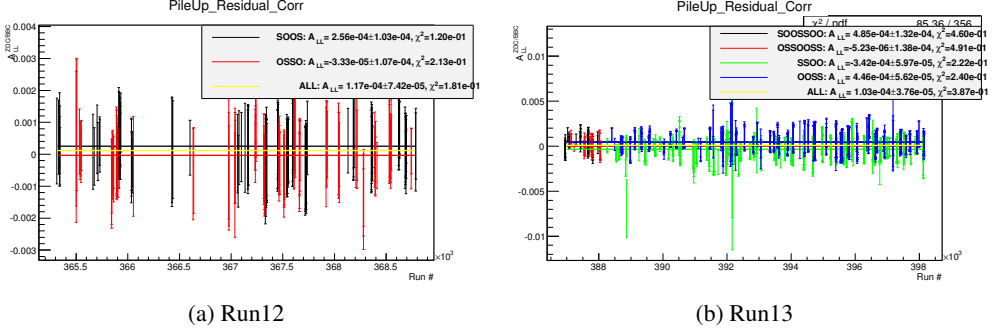 PileUp_Residual_Corr
A_LL^ZDC/BBC
0.004
0.003
0.002
0.001
0
-0.001
-0.002
-0.003
SOOS: A_LL= 2.56e-04±1.03e-04, χ²=1.20e-01
OSSO: A_LL=-3.33e-05±1.07e-04, χ²=2.13e-01
ALL: A_LL= 1.17e-04±7.42e-05, χ²=1.81e-01
365.5 366 366.5 367 367.5 368 368.5
×10³
Run #
(a) Run12
PileUp_Residual_Corr
A_LL^ZDC/BBC
χ² / ndf 85.36 / 356
0.01
0.005
0
-0.005
-0.01
SOOSSOO: A_LL= 4.85e-04±1.32e-04, χ²=4.60e-01
OSSOOSS: A_LL=-5.23e-06±1.38e-04, χ²=4.91e-01
SSOO: A_LL=-3.42e-04±5.97e-05, χ²=2.22e-01
OOSS: A_LL= 4.46e-04±5.62e-05, χ²=2.40e-01
ALL: A_LL= 1.03e-04±3.76e-05, χ²=3.87e-01
388 390 392 394 396 398
×10³
Run #
(b) Run13